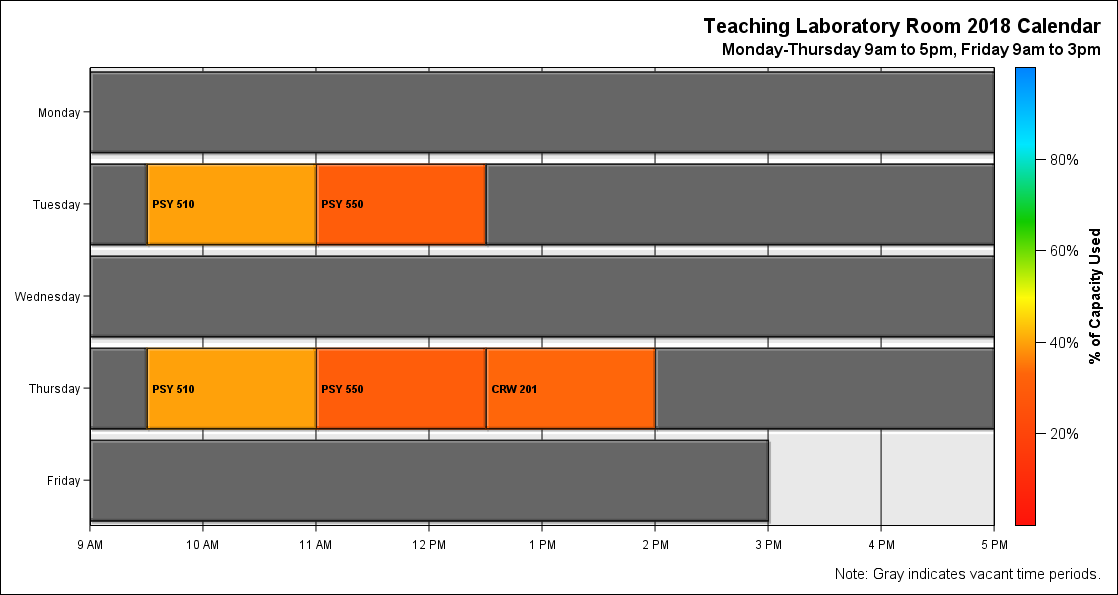 Teaching Laboratory Room 2018 Calendar
Monday-Thursday 9am to 5pm, Friday 9am to 3pm
Monday
Tuesday
PSY 510
PSY 550
Wednesday
Thursday
PSY 510
PSY 550
CRW 201
Friday
9 AM
10 AM
11 AM
12 PM
1 PM
2 PM
3 PM
4 PM
5 PM
80%
60%
40%
20%
% of Capacity Used
Note: Gray indicates vacant time periods.